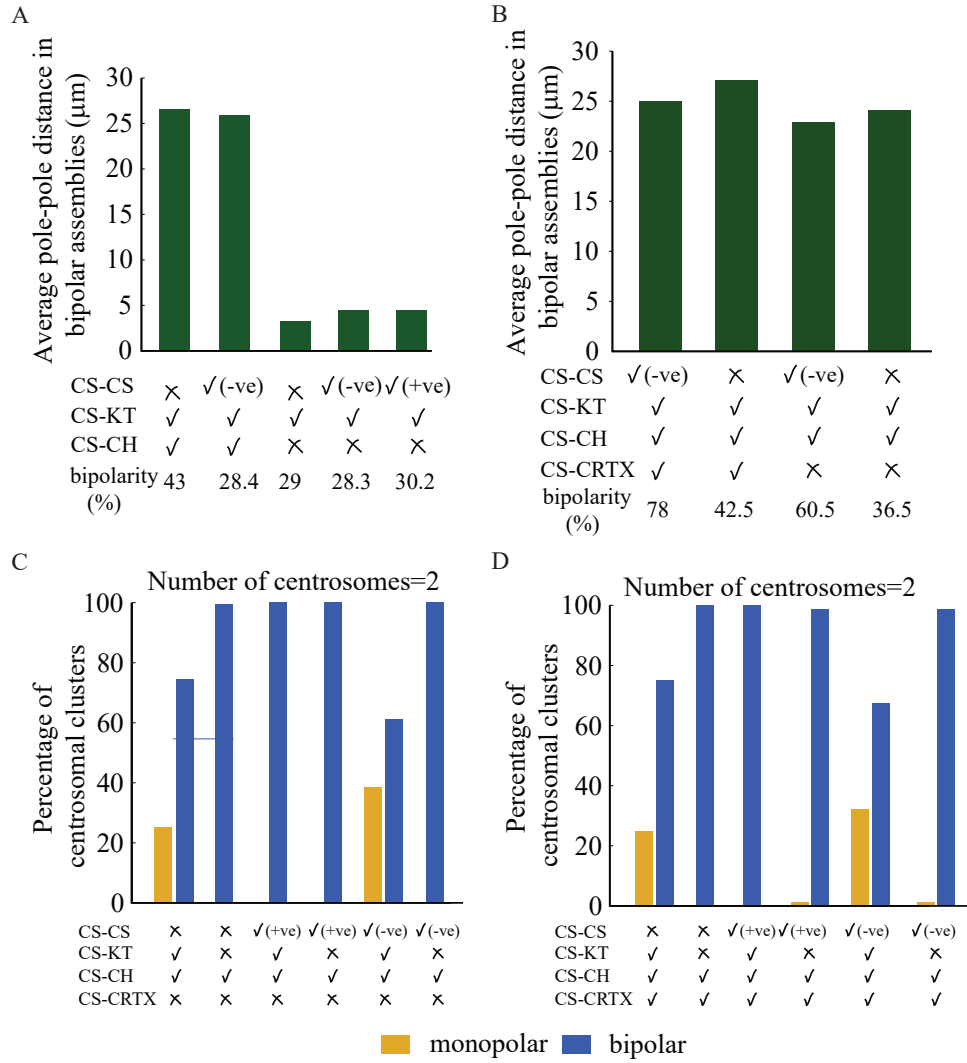 A
Average pole-pole distance in
bipolar assemblies (μm)
30
25
20
15
10
5
0
CS-CS × ✓(-ve) × ✓(-ve) ✓(+ve)
CS-KT ✓ ✓ ✓ ✓ ✓
CS-CH ✓ ✓ × × ×
bipolarity 43 28.4 29 28.3 30.2
(%)
B
Average pole-pole distance in
bipolar assemblies (μm)
30
25
20
15
10
5
0
CS-CS ✓(-ve) × ✓(-ve) ×
CS-KT ✓ ✓ ✓ ✓
CS-CH ✓ ✓ ✓ ✓
CS-CRTX ✓ ✓ × ×
bipolarity 78 42.5 60.5 36.5
(%)
C
Number of centrosomes=2
Percentage of
centrosomal clusters
100
80
60
40
20
0
CS-CS × × ✓(+ve) ✓(+ve) ✓(-ve) ✓(-ve)
CS-KT ✓ × ✓ × ✓ ×
CS-CH ✓ ✓ ✓ ✓ ✓ ✓
CS-CRTX × × × × × ×
D
Number of centrosomes=2
Percentage of
centrosomal clusters
100
80
60
40
20
0
CS-CS × × ✓(+ve) ✓(+ve) ✓(-ve) ✓(-ve)
CS-KT ✓ × ✓ × ✓ ×
CS-CH ✓ ✓ ✓ ✓ ✓ ✓
CS-CRTX ✓ ✓ ✓ ✓ ✓ ✓
monopolar bipolar